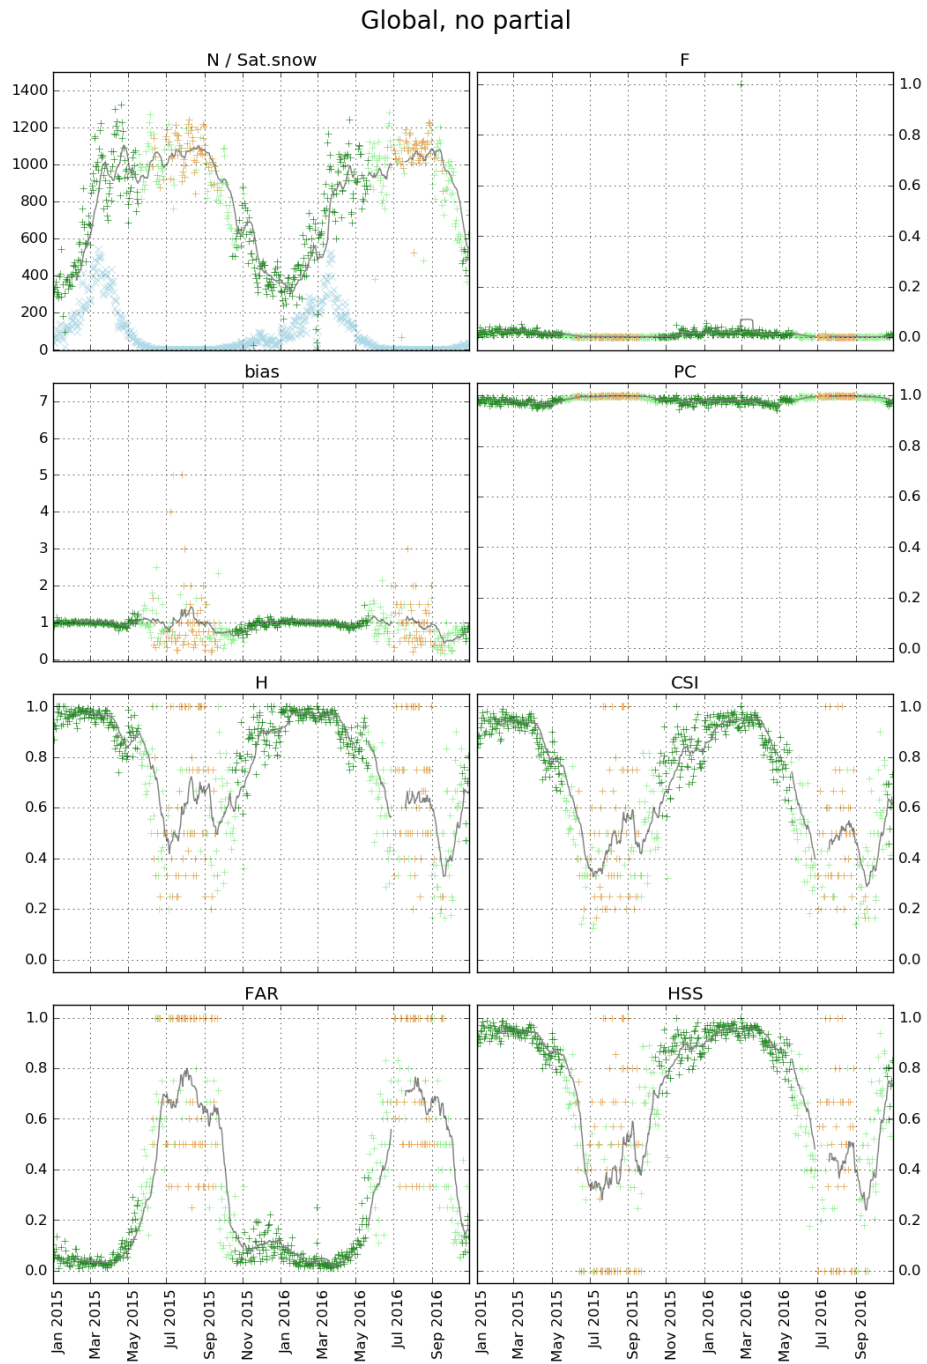 Global, no partial
N / Sat.snow
F
1400
1200
1000
800
600
400
200
0
1.0
0.8
0.6
0.4
0.2
0.0
bias
PC
7
6
5
4
3
2
1
0
1.0
0.8
0.6
0.4
0.2
0.0
H
CSI
1.0
0.8
0.6
0.4
0.2
0.0
1.0
0.8
0.6
0.4
0.2
0.0
FAR
HSS
1.0
0.8
0.6
0.4
0.2
0.0
1.0
0.8
0.6
0.4
0.2
0.0
Jan 2015
Mar 2015
May 2015
Jul 2015
Sep 2015
Nov 2015
Jan 2016
Mar 2016
May 2016
Jul 2016
Sep 2016
Jan 2015
Mar 2015
May 2015
Jul 2015
Sep 2015
Nov 2015
Jan 2016
Mar 2016
May 2016
Jul 2016
Sep 2016